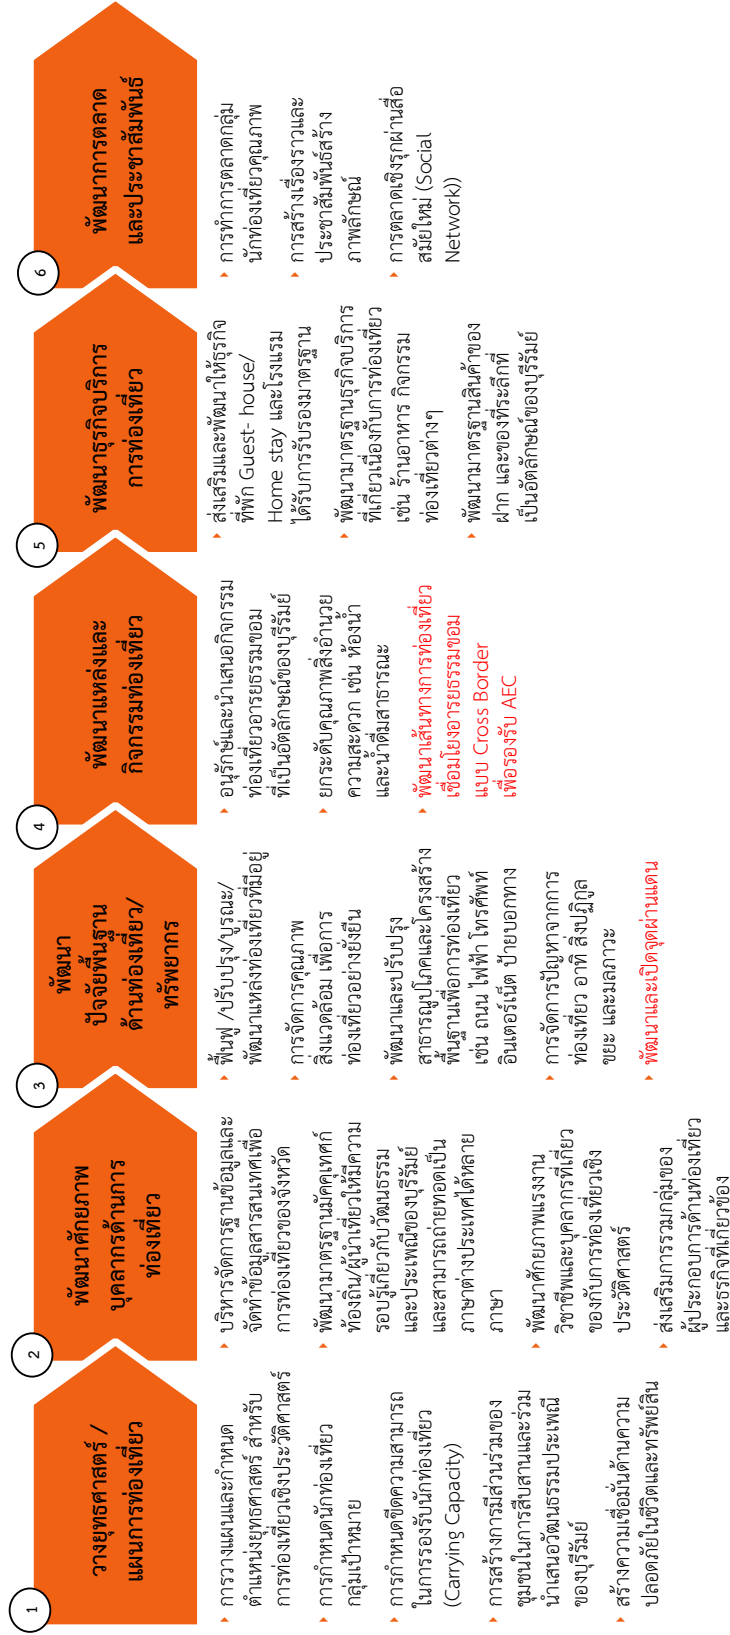 1
วางยุทธศาสตร์ /
แผนการท่องเที่ยว
การวางแผนและกำหนด
ตำแหน่งยุทธศาสตร์ สำหรับ
การท่องเที่ยวเชิงประวัติศาสตร์
การกำหนดนักท่องเที่ยว
กลุ่มเป้าหมาย
การกำหนดขีดความสามารถ
ในการรองรับนักท่องเที่ยว
(Carrying Capacity)
การสร้างการมีส่วนร่วมของ
ชุมชนในการสืบสานและร่วม
นำเสนอวัฒนธรรมประเพณี
ของบุรีรัมย์
สร้างความเชื่อมั่นด้านความ
ปลอดภัยในชีวิตและทรัพย์สิน
2
พัฒนาศักยภาพ
บุคลากรด้านการ
ท่องเที่ยว
บริหารจัดการฐานข้อมูลและ
จัดทำข้อมูลสารสนเทศเพื่อ
การท่องเที่ยวของจังหวัด
พัฒนามาตรฐานมัคคุเทศก์
ท้องถิ่น/ผู้นำเที่ยวให้มีความ
รอบรู้เกี่ยวกับวัฒนธรรม
และประเพณีของบุรีรัมย์
และสามารถถ่ายทอดเป็น
ภาษาต่างประเทศได้หลาย
ภาษา
พัฒนาศักยภาพแรงงาน
วิชาชีพและบุคลากรที่เกี่ยว
ของกับการท่องเที่ยวเชิง
ประวัติศาสตร์
ส่งเสริมการรวมกลุ่มของ
ผู้ประกอบการด้านท่องเที่ยว
และธุรกิจที่เกี่ยวข้อง
3
พัฒนา
ปัจจัยพื้นฐาน
ด้านท่องเที่ยว/
ทรัพยากร
ฟื้นฟู /ปรับปรุง/บูรณะ/
พัฒนาแหล่งท่องเที่ยวที่มีอยู่
การจัดการคุณภาพ
สิ่งแวดล้อม เพื่อการ
ท่องเที่ยวอย่างยั่งยืน
พัฒนาและปรับปรุง
สาธารณูปโภคและโครงสร้าง
พื้นฐานเพื่อการท่องเที่ยว
เช่น ถนน ไฟฟ้า โทรศัพท์
อินเตอร์เน็ต ป้ายบอกทาง
การจัดการปัญหาจากการ
ท่องเที่ยว อาทิ สิ่งปฏิกูล
ขยะ และมลภาวะ
พัฒนาและเปิดจุดผ่านแดน
4
พัฒนาแหล่งและ
กิจกรรมท่องเที่ยว
อนุรักษ์และนำเสนอกิจกรรม
ท่องเที่ยวอารยธรรมขอม
ที่เป็นอัตลักษณ์ของบุรีรัมย์
ยกระดับคุณภาพสิ่งอำนวย
ความสะดวก เช่น ห้องน้ำ
และน้ำดื่มสาธารณะ
พัฒนาเส้นทางการท่องเที่ยว
เชื่อมโยงอารยธรรมขอม
แบบ Cross Border
เพื่อรองรับ AEC
5
พัฒนาธุรกิจบริการ
การท่องเที่ยว
ส่งเสริมและพัฒนาให้ธุรกิจ
ที่พัก Guest- house/
Home stay และโรงแรม
ได้รับการรับรองมาตรฐาน
พัฒนามาตรฐานธุรกิจบริการ
ที่เกี่ยวเนื่องกับการท่องเที่ยว
เช่น ร้านอาหาร กิจกรรม
ท่องเที่ยวต่างๆ
พัฒนามาตรฐานสินค้าของ
ฝาก และของที่ระลึกที่
เป็นอัตลักษณ์ของบุรีรัมย์
6
พัฒนาการตลาด
และประชาสัมพันธ์
การทำการตลาดกลุ่ม
นักท่องเที่ยวคุณภาพ
การสร้างเรื่องราวและ
ประชาสัมพันธ์สร้าง
ภาพลักษณ์
การตลาดเชิงรุกผ่านสื่อ
สมัยใหม่ (Social
Network))